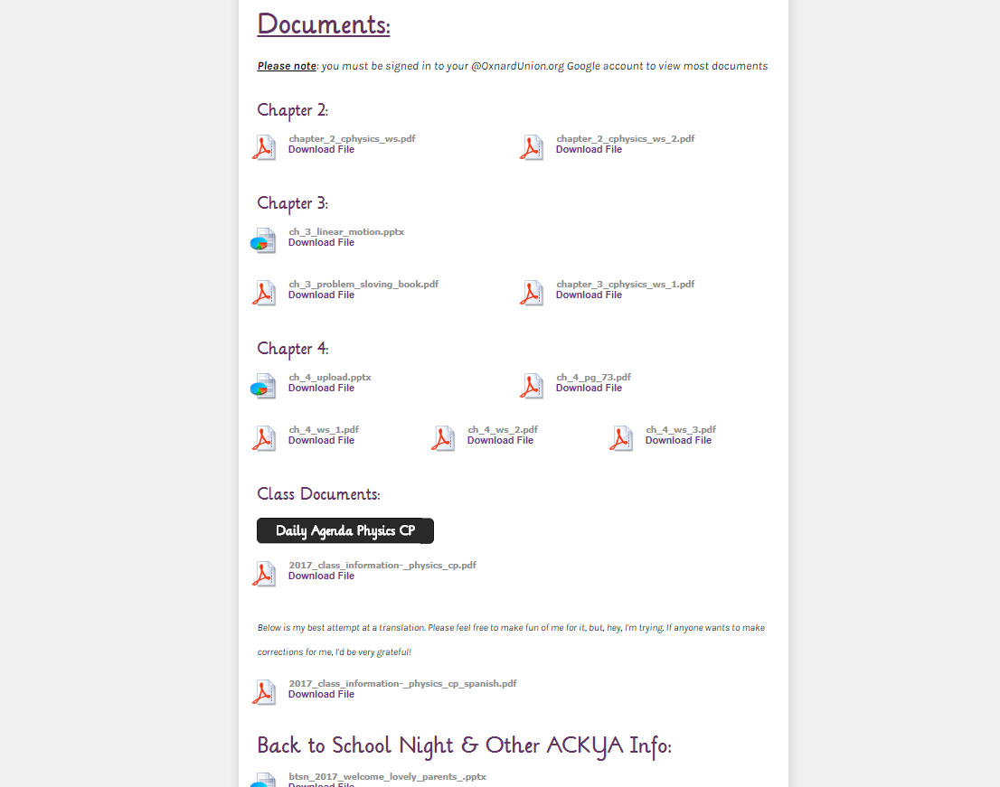 Documents:
Please note: you must be signed in to your @OxnardUnion.org Google account to view most documents
Chapter 2:
chapter_2_cphysics_ws.pdf
Download File
chapter_2_cphysics_ws_2.pdf
Download File
Chapter 3:
ch_3_linear_motion.pptx
Download File
ch_3_problem_sloving_book.pdf
Download File
chapter_3_cphysics_ws_1.pdf
Download File
Chapter 4:
ch_4_upload.pptx
Download File
ch_4_pg_73.pdf
Download File
ch_4_ws_1.pdf
Download File
ch_4_ws_2.pdf
Download File
ch_4_ws_3.pdf
Download File
Class Documents:
Daily Agenda Physics CP
2017_class_information-_physics_cp.pdf
Download File
Below is my best attempt at a translation. Please feel free to make fun of me for it, but, hey, I'm trying. If anyone wants to make
corrections for me, I'd be very grateful!
2017_class_information-_physics_cp_spanish.pdf
Download File
Back to School Night & Other ACKYA Info:
btsn_2017_welcome_lovely_parents_.pptx
Download File